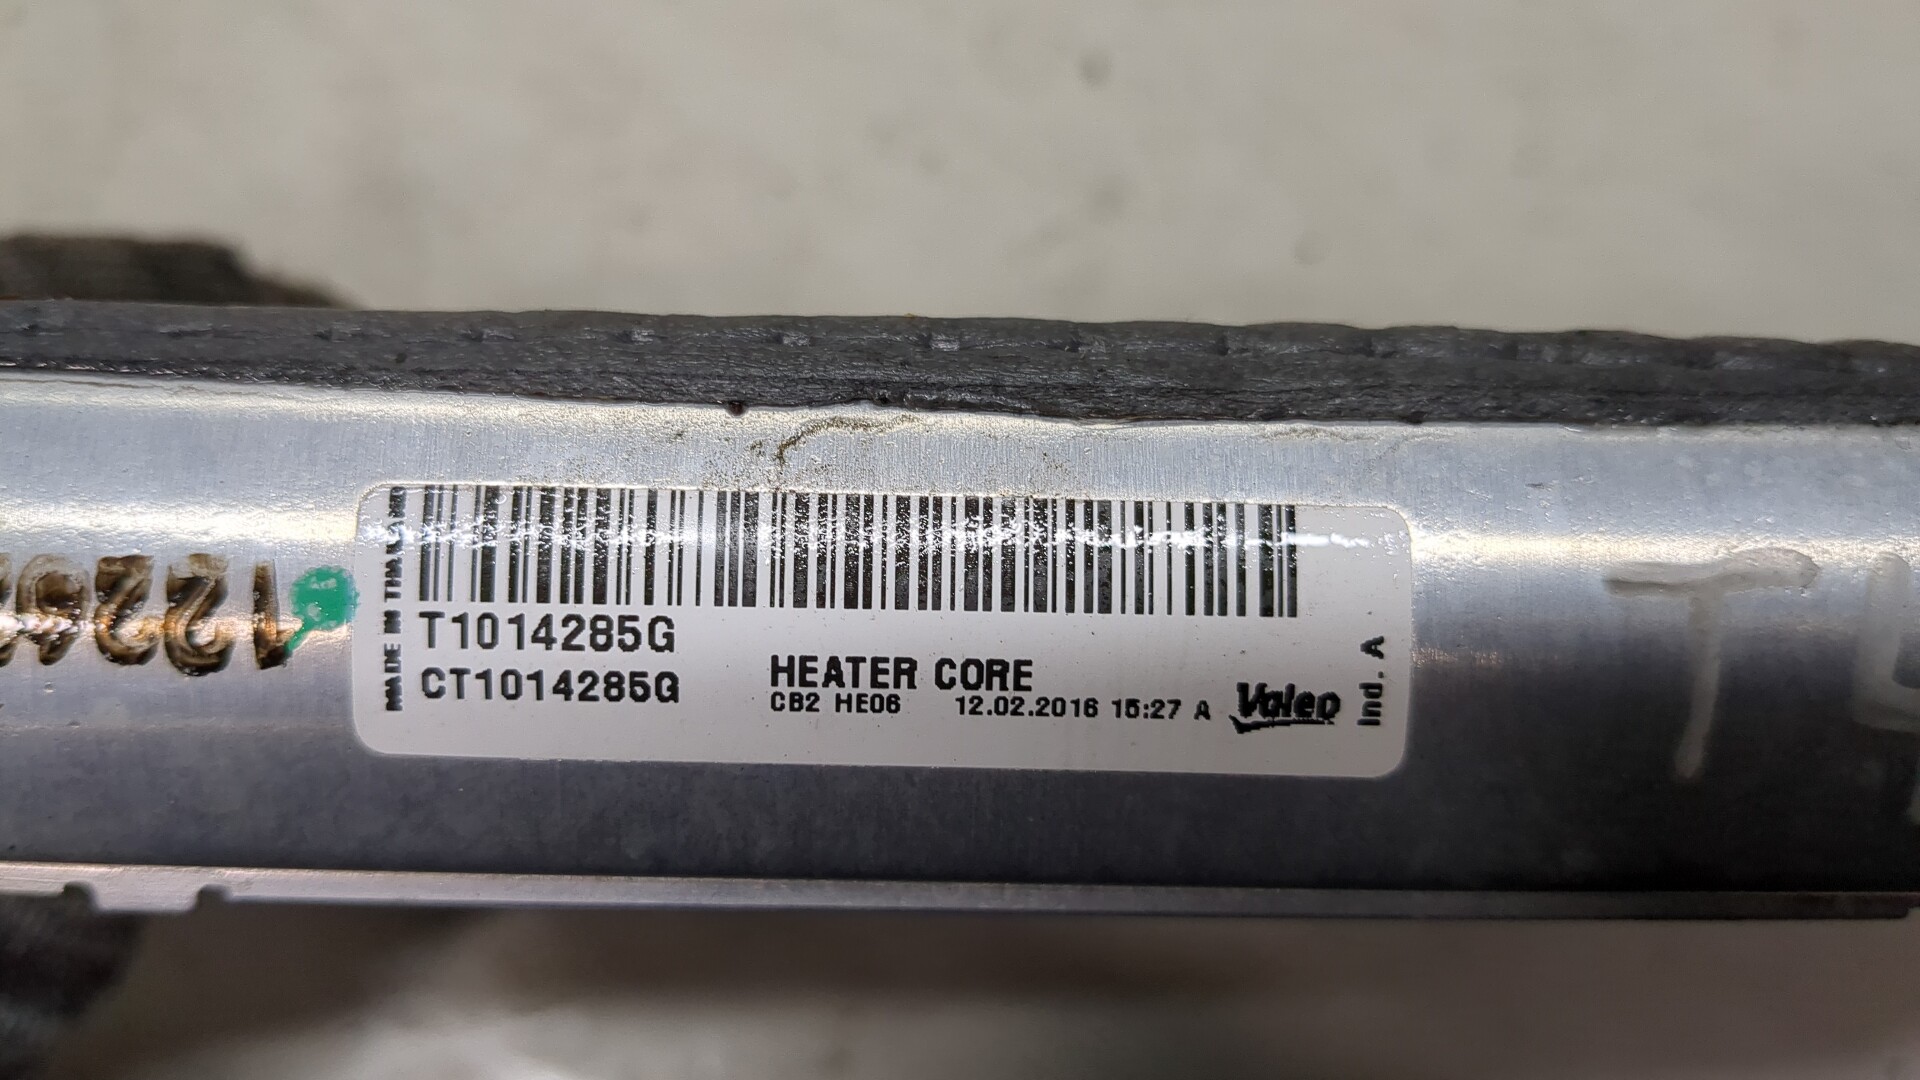 MADE IN THAILAND
T1014285G
CT1014285G
HEATER CORE
CB2 HE06 12.02.2016 15:27 A
Valeo
Ind. A